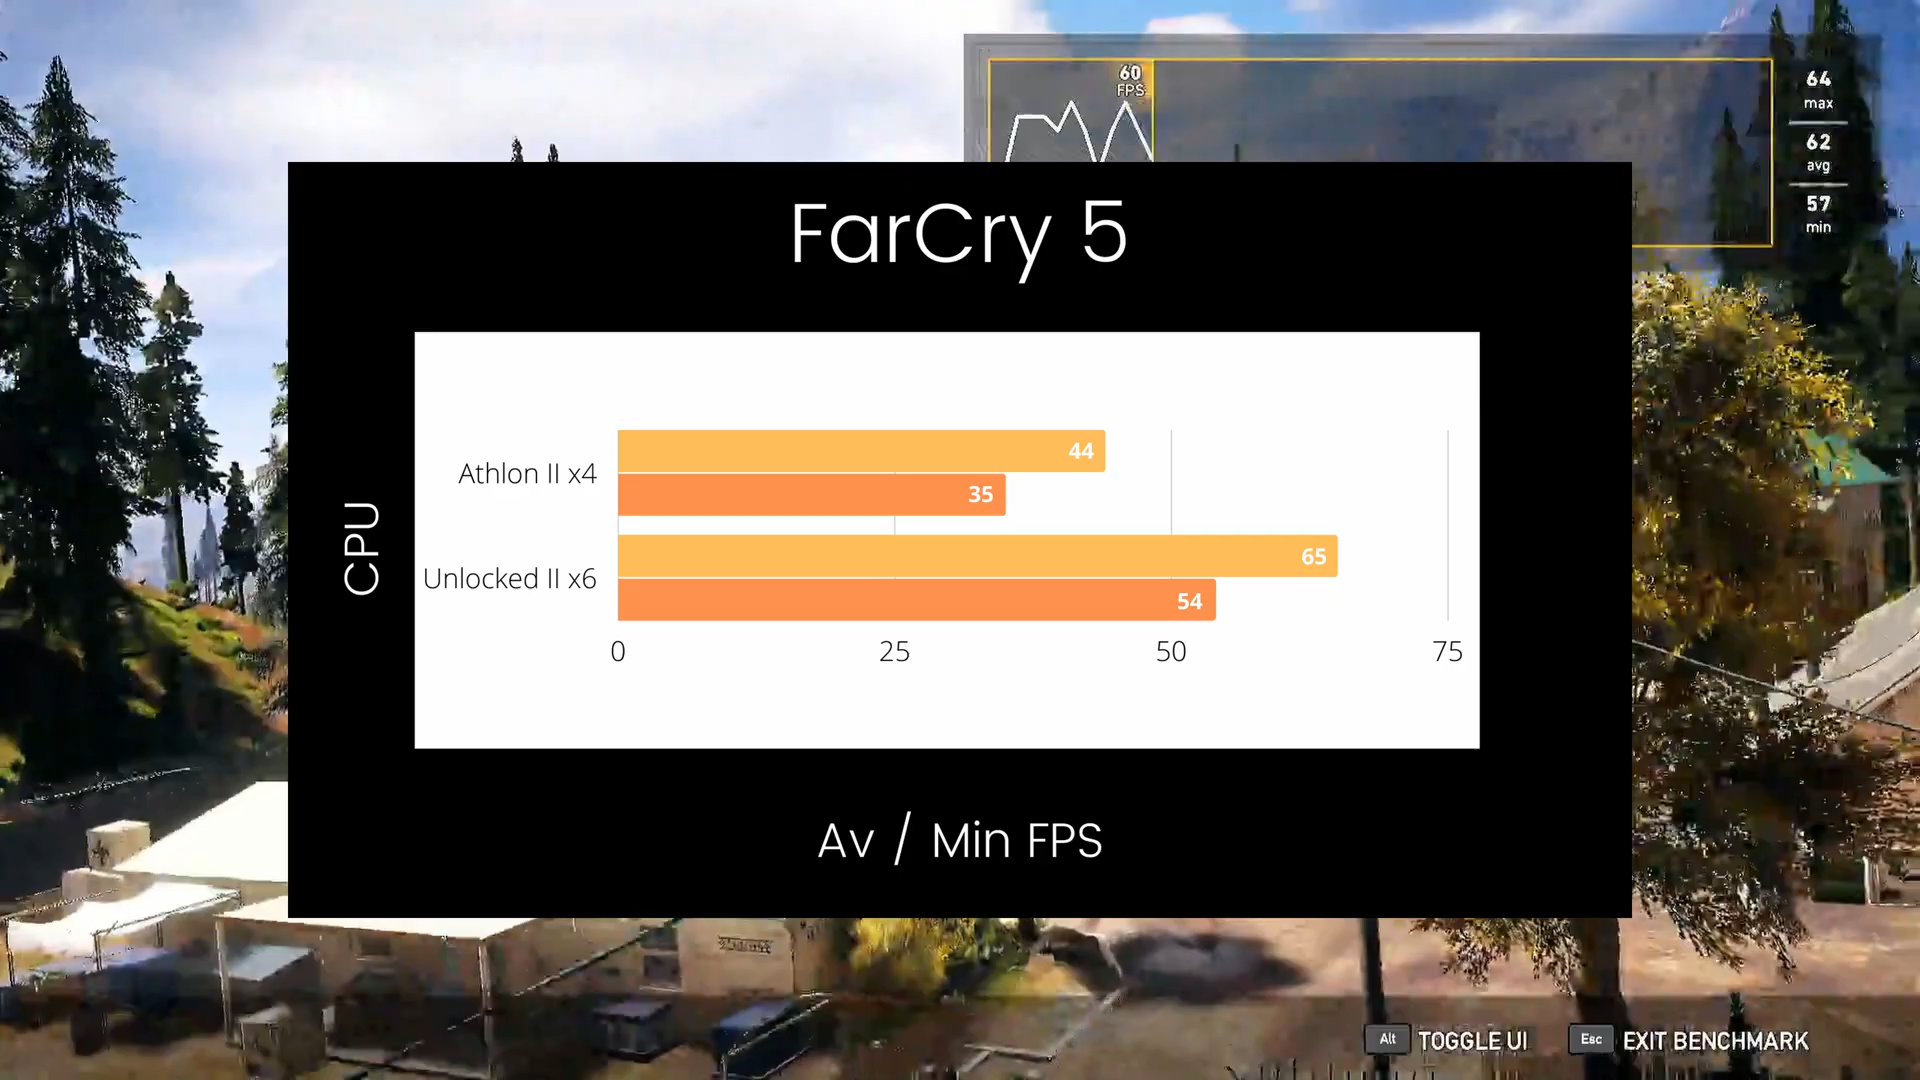 60
FPS
64
max
62
avg
57
min
FarCry 5
CPU
Athlon II x4
44
35
Unlocked II x6
65
54
0 25 50 75
Av / Min FPS
Alt TOGGLE UI Esc EXIT BENCHMARK